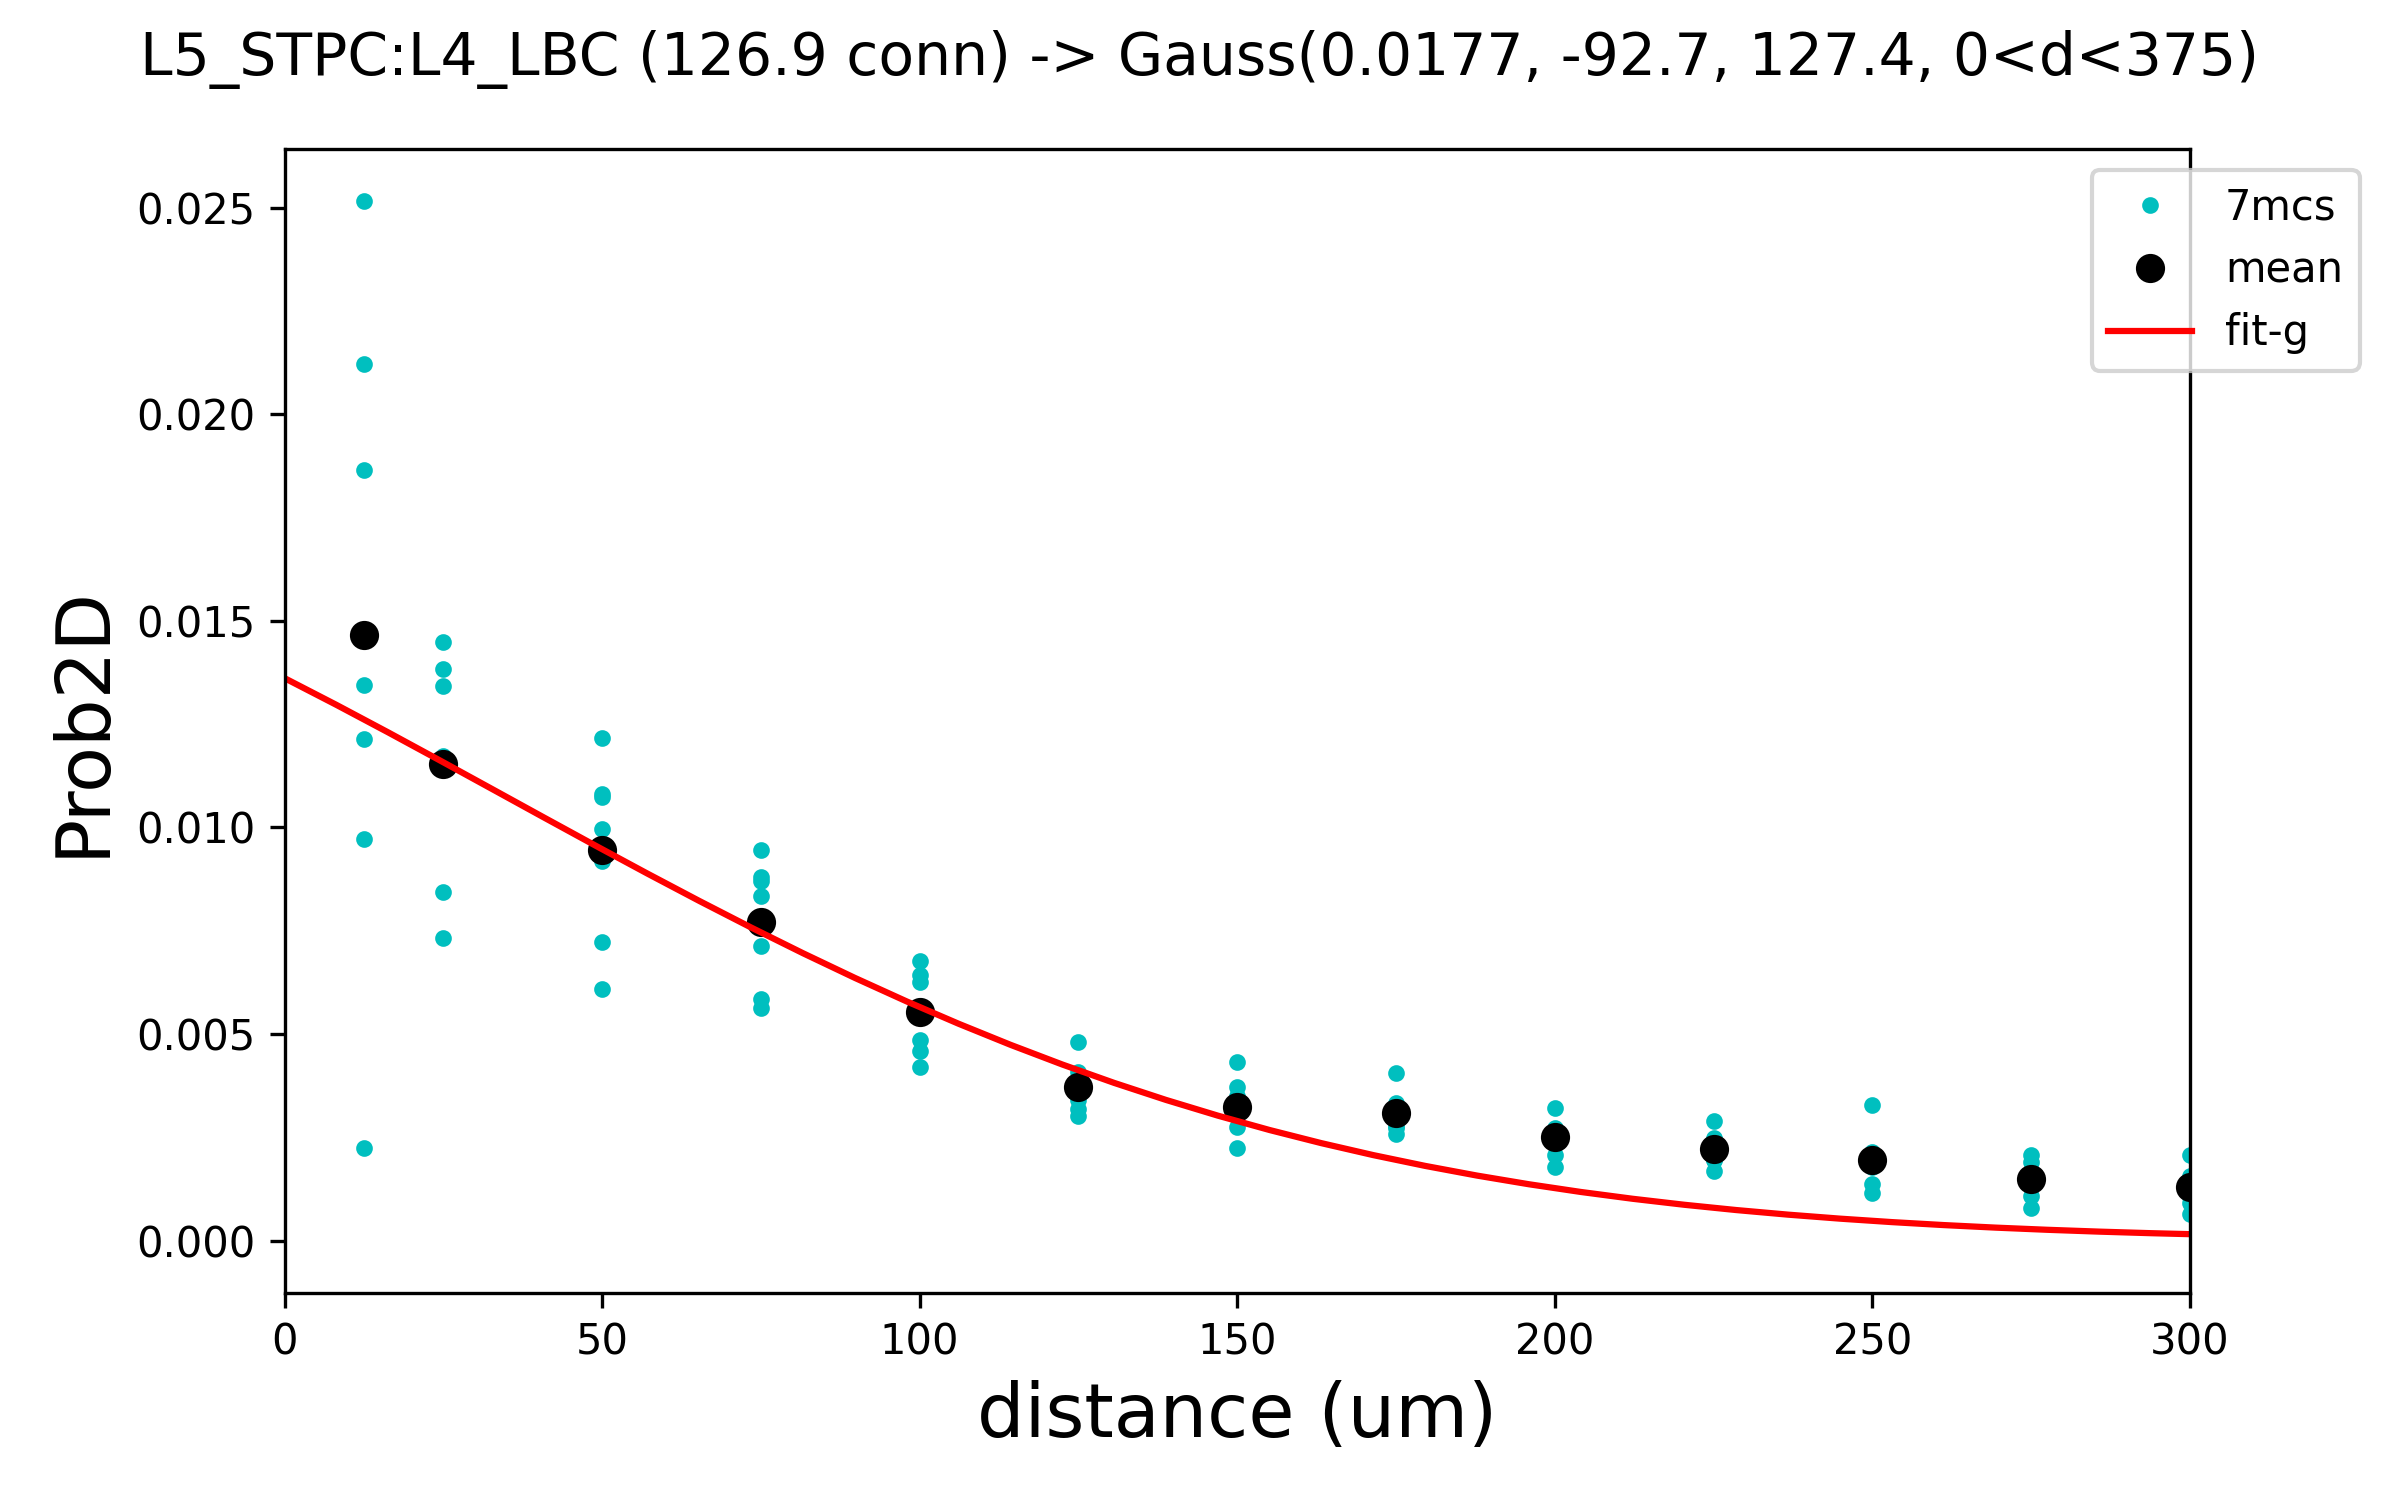 L5_STPC:L4_LBC (126.9 conn) -> Gauss(0.0177, -92.7, 127.4, 0<d<375)
7mcs
mean
fit-g
Prob2D
0.025
0.020
0.015
0.010
0.005
0.000
0 50 100 150 200 250 300
distance (um)